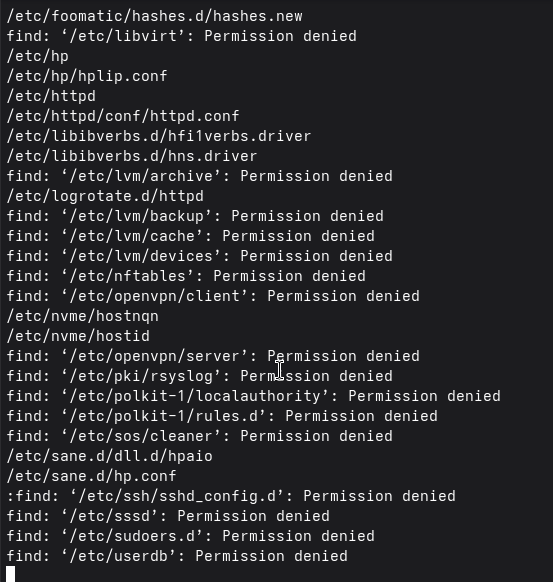 /etc/foomatic/hashes.d/hashes.new
find: ‘/etc/libvirt’: Permission denied
/etc/hp
/etc/hp/hplip.conf
/etc/httpd
/etc/httpd/conf/httpd.conf
/etc/libibverbs.d/hfi1verbs.driver
/etc/libibverbs.d/hns.driver
find: ‘/etc/lvm/archive’: Permission denied
/etc/logrotate.d/httpd
find: ‘/etc/lvm/backup’: Permission denied
find: ‘/etc/lvm/cache’: Permission denied
find: ‘/etc/lvm/devices’: Permission denied
find: ‘/etc/nftables’: Permission denied
find: ‘/etc/openvpn/client’: Permission denied
/etc/nvme/hostnqn
/etc/nvme/hostid
find: ‘/etc/openvpn/server’: Permission denied
find: ‘/etc/pki/rsyslog’: Permission denied
find: ‘/etc/polkit-1/localauthority’: Permission denied
find: ‘/etc/polkit-1/rules.d’: Permission denied
find: ‘/etc/sos/cleaner’: Permission denied
/etc/sane.d/dll.d/hpaio
/etc/sane.d/hp.conf
:find: ‘/etc/ssh/sshd_config.d’: Permission denied
find: ‘/etc/sssd’: Permission denied
find: ‘/etc/sudoers.d’: Permission denied
find: ‘/etc/userdb’: Permission denied